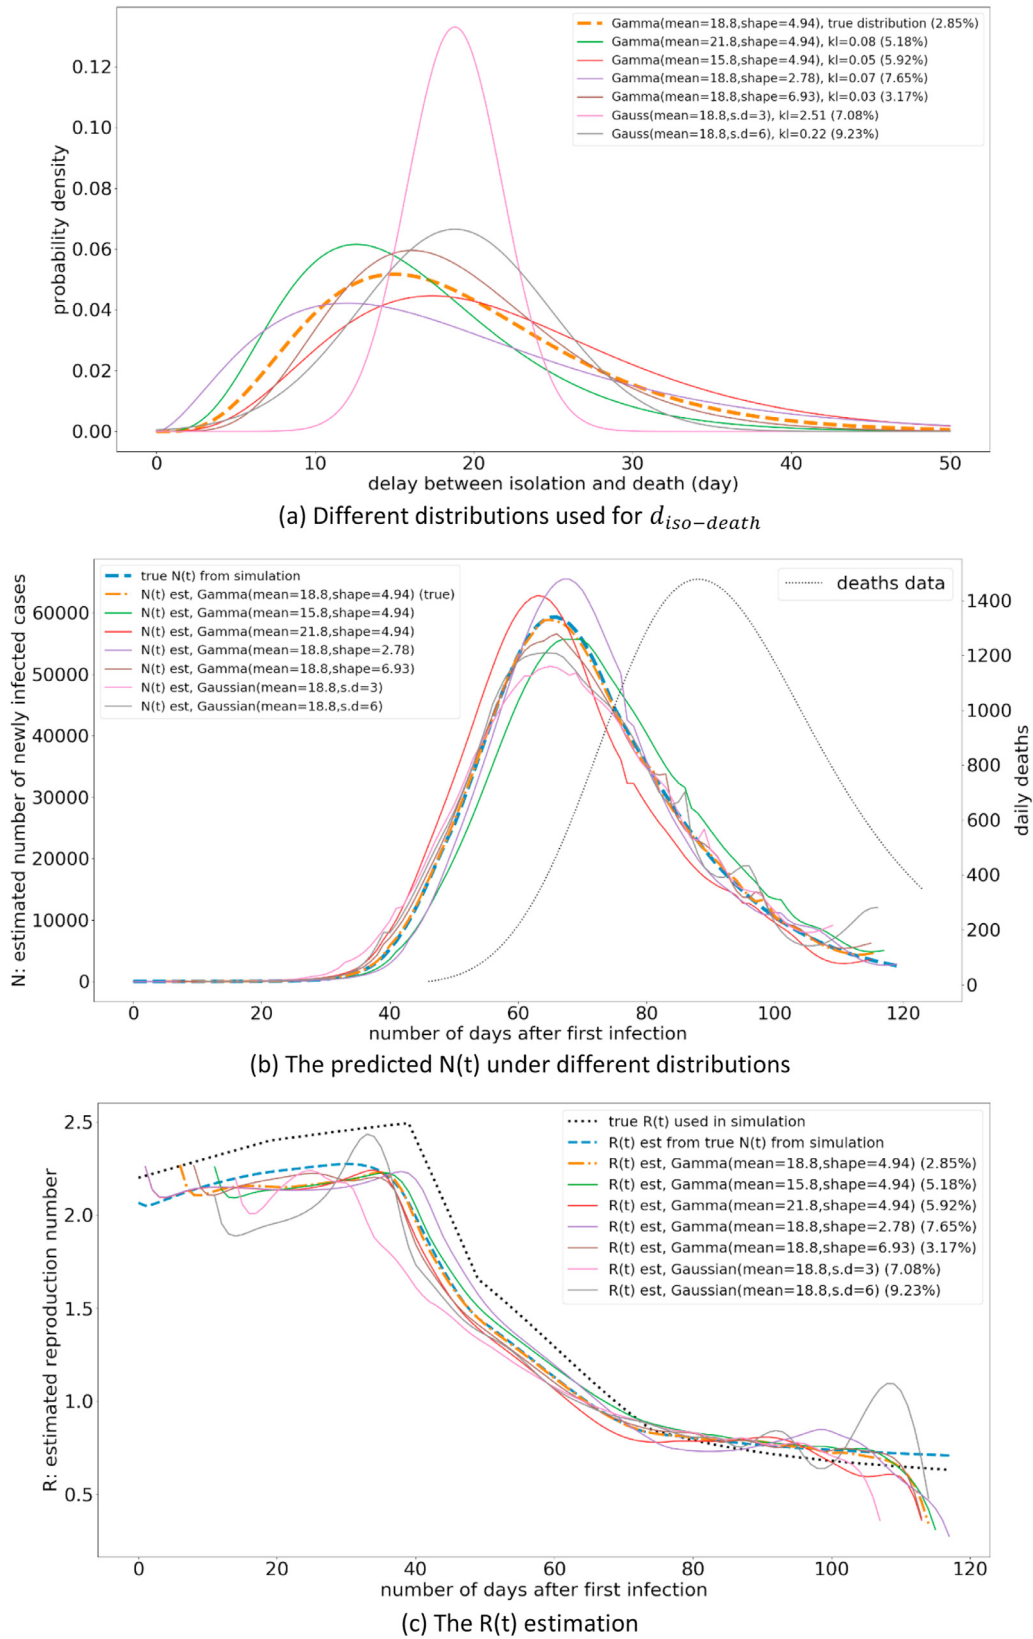 Gamma(mean=18.8,shape=4.94), true distribution (2.85%)
Gamma(mean=21.8,shape=4.94), kl=0.08 (5.18%)
Gamma(mean=15.8,shape=4.94), kl=0.05 (5.92%)
Gamma(mean=18.8,shape=2.78), kl=0.07 (7.65%)
Gamma(mean=18.8,shape=6.93), kl=0.03 (3.17%)
Gauss(mean=18.8,s.d=3), kl=2.51 (7.08%)
Gauss(mean=18.8,s.d=6), kl=0.22 (9.23%)
probability density
0.12
0.10
0.08
0.06
0.04
0.02
0.00
0 10 20 30 40 50
delay between isolation and death (day)
(a) Different distributions used for d_{iso−death}
N: estimated number of newly infected cases
60000
50000
40000
30000
20000
10000
0
true N(t) from simulation
N(t) est, Gamma(mean=18.8,shape=4.94) (true)
N(t) est, Gamma(mean=15.8,shape=4.94)
N(t) est, Gamma(mean=21.8,shape=4.94)
N(t) est, Gamma(mean=18.8,shape=2.78)
N(t) est, Gamma(mean=18.8,shape=6.93)
N(t) est, Gaussian(mean=18.8,s.d=3)
N(t) est, Gaussian(mean=18.8,s.d=6)
deaths data
1400
1200
1000
800
600
400
200
0
daily deaths
0 20 40 60 80 100 120
number of days after first infection
(b) The predicted N(t) under different distributions
R: estimated reproduction number
2.5
2.0
1.5
1.0
0.5
true R(t) used in simulation
R(t) est from true N(t) from simulation
R(t) est, Gamma(mean=18.8,shape=4.94) (2.85%)
R(t) est, Gamma(mean=15.8,shape=4.94) (5.18%)
R(t) est, Gamma(mean=21.8,shape=4.94) (5.92%)
R(t) est, Gamma(mean=18.8,shape=2.78) (7.65%)
R(t) est, Gamma(mean=18.8,shape=6.93) (3.17%)
R(t) est, Gaussian(mean=18.8,s.d=3) (7.08%)
R(t) est, Gaussian(mean=18.8,s.d=6) (9.23%)
0 20 40 60 80 100 120
number of days after first infection
(c) The R(t) estimation